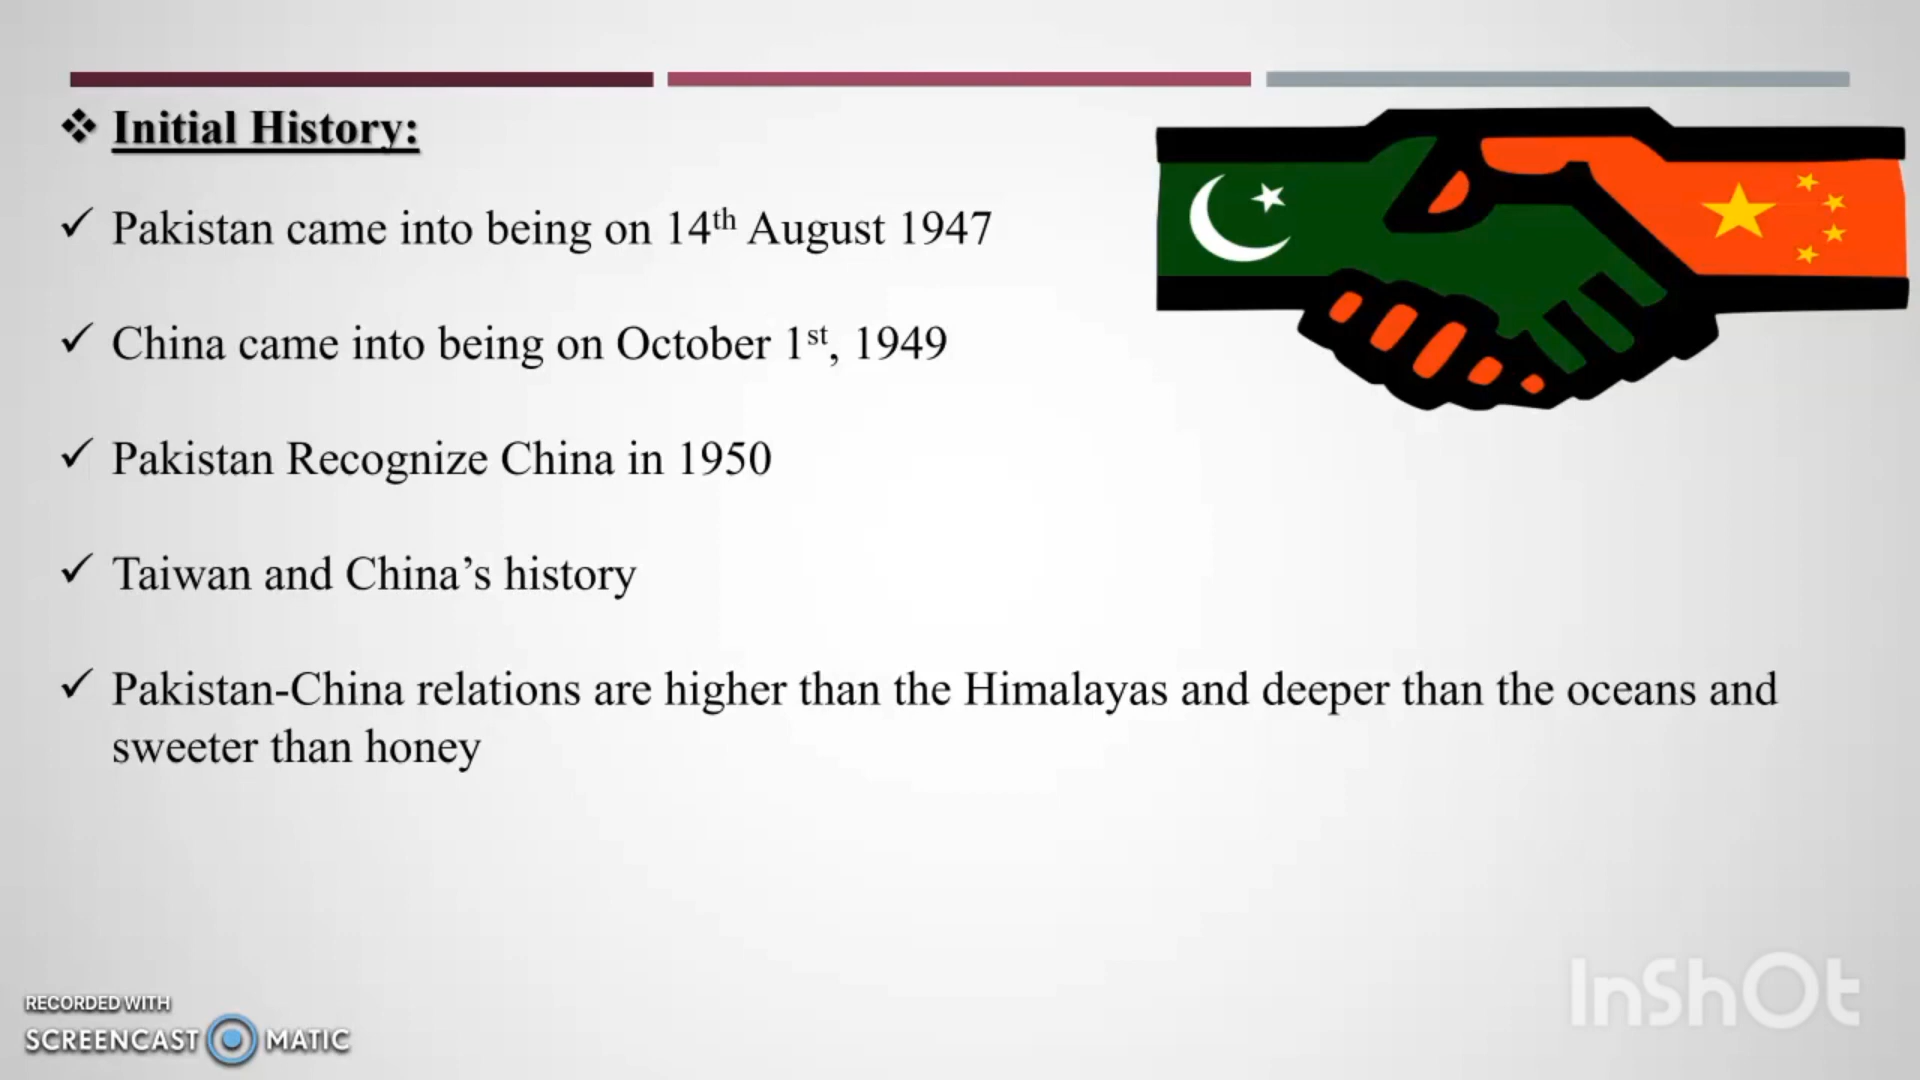 Initial History:
Pakistan came into being on 14th August 1947
China came into being on October 1st, 1949
Pakistan Recognize China in 1950
Taiwan and China’s history
Pakistan-China relations are higher than the Himalayas and deeper than the oceans and
sweeter than honey
RECORDED WITH
SCREENCAST MATIC
InShOt